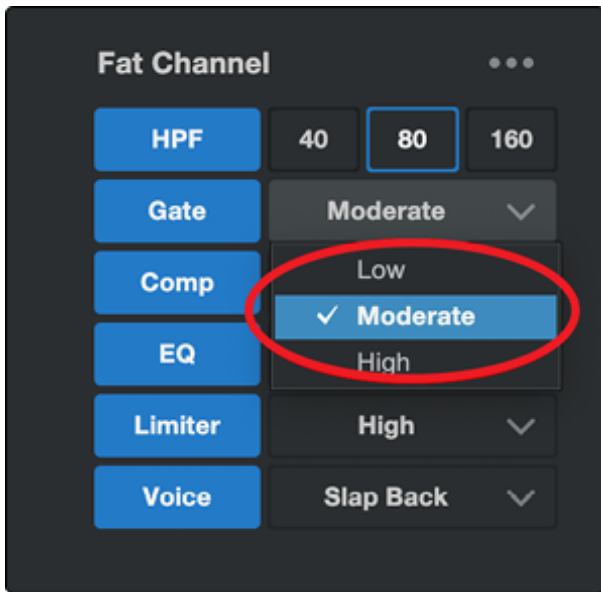 Fat Channel
HPF 40 80 160
Gate Moderate
Low
Comp
Moderate
EQ
High
Limiter High
Voice Slap Back